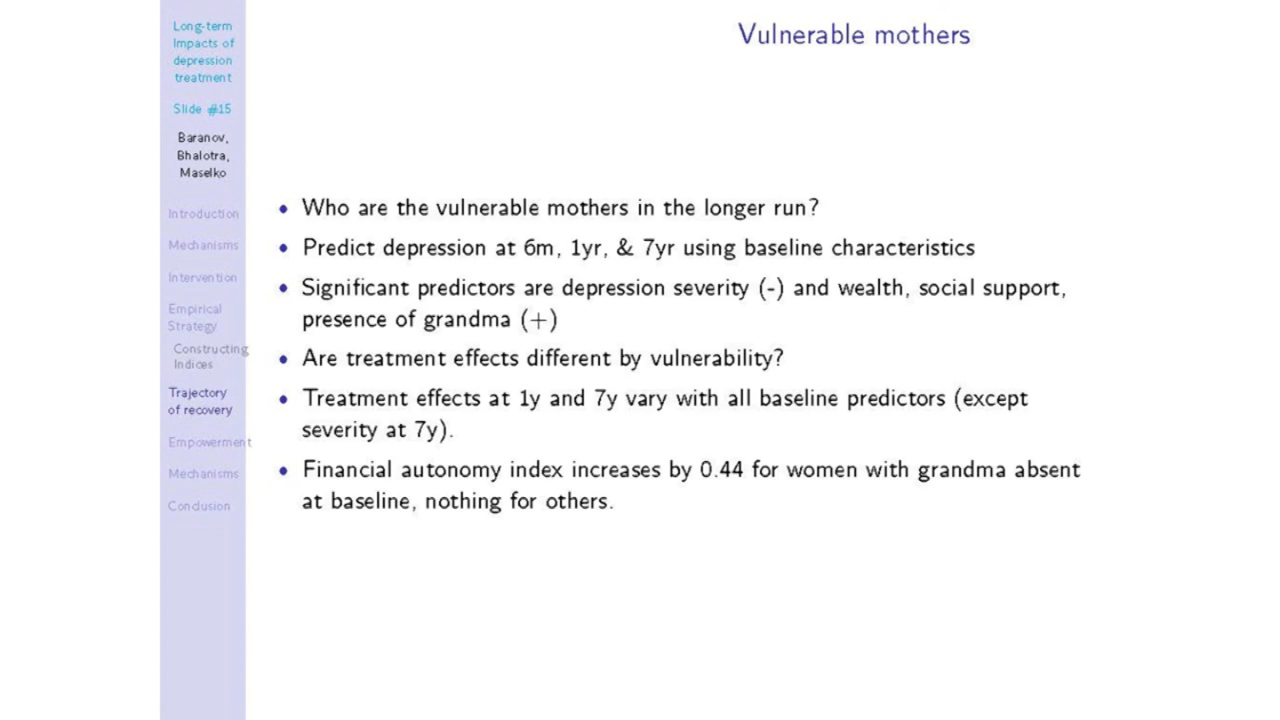 Long-term
Impacts of
depression
treatment
Slide #15
Baranov,
Bhalotra,
Maselko
Introduction
Mechanisms
Intervention
Empirical
Strategy
Constructing
Indices
Trajectory
of recovery
Empowerment
Mechanisms
Conclusion
Vulnerable mothers
• Who are the vulnerable mothers in the longer run?
• Predict depression at 6m, 1yr, & 7yr using baseline characteristics
• Significant predictors are depression severity (-) and wealth, social support,
presence of grandma (+)
• Are treatment effects different by vulnerability?
• Treatment effects at 1y and 7y vary with all baseline predictors (except
severity at 7y).
• Financial autonomy index increases by 0.44 for women with grandma absent
at baseline, nothing for others.